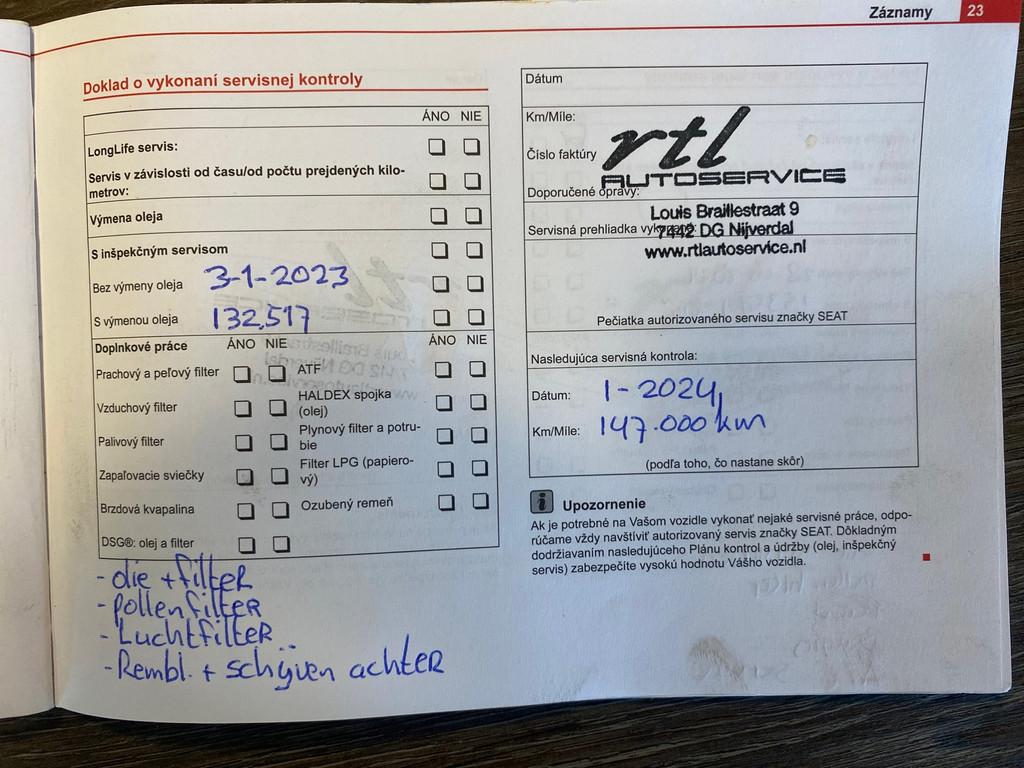 Záznamy 23
Doklad o vykonaní servisnej kontroly
ÁNO NIE
LongLife servis:
Servis v závislosti od času/od počtu prejdených kilo-
metrov:
Výmena oleja
S inšpekčným servisom
Bez výmeny oleja 3-1-2023
S výmenou oleja 132.517
Doplnkové práce ÁNO NIE ÁNO NIE
Prachový a peľový filter ATF
Vzduchový filter HALDEX spojka
(olej)
Palivový filter Plynový filter a potru-
bie
Zapaľovacie sviečky Filter LPG (papiero-
vý)
Brzdová kvapalina Ozubený remeň
DSG®: olej a filter
- olie + filter
- pollenfilter
- Luchtfilter
- Rembl. + schijven achter
Dátum
Km/Míle:
Číslo faktúry
rtl
AUTOSERVICE
Doporučené opravy:
Louis Braillestraat 9
Servisná prehliadka
7442 DG Nijverdal
www.rtlautoservice.nl
Pečiatka autorizovaného servisu značky SEAT
Nasledujúca servisná kontrola:
Dátum: 1-2024
Km/Míle: 147.000 km
(podľa toho, čo nastane skôr)
i Upozornenie
Ak je potrebné na Vašom vozidle vykonať nejaké servisné práce, odpo-
rúčame vždy navštíviť autorizovaný servis značky SEAT. Dôkladným
dodržiavaním nasledujúceho Plánu kontrol a údržby (olej, inšpekčný
servis) zabezpečíte vysokú hodnotu Vášho vozidla.